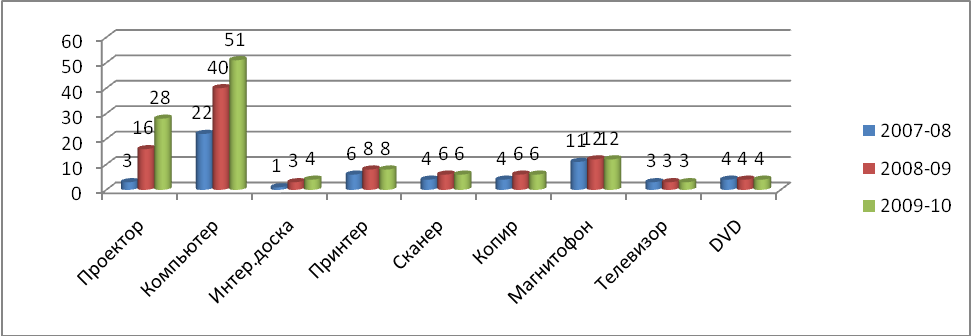 60
50
40
30
20
10
0
3 16 28
22 40 51
1 3 4
6 8 8
4 6 6
4 6 6
11 12 12
3 3 3
4 4 4
Проектор
Компьютер
Интер.доска
Принтер
Сканер
Копир
Магнитофон
Телевизор
DVD
2007-08
2008-09
2009-10